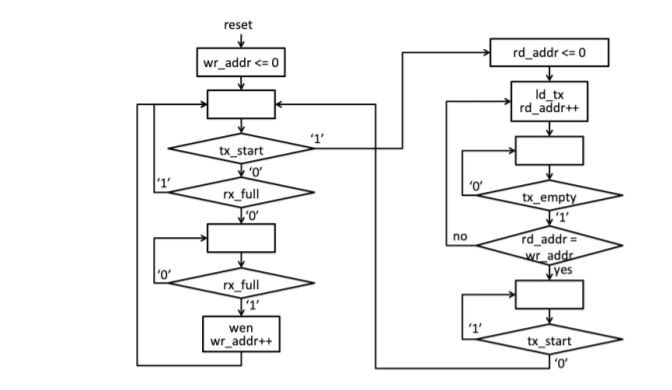 reset
wr_addr <= 0
tx_start
'1'
'0'
'1'
rx_full
'0'
'0'
rx_full
'1'
wen
wr_addr++
rd_addr <= 0
ld_tx
rd_addr++
'0'
tx_empty
'1'
no
rd_addr =
wr_addr
yes
'1'
tx_start
'0'